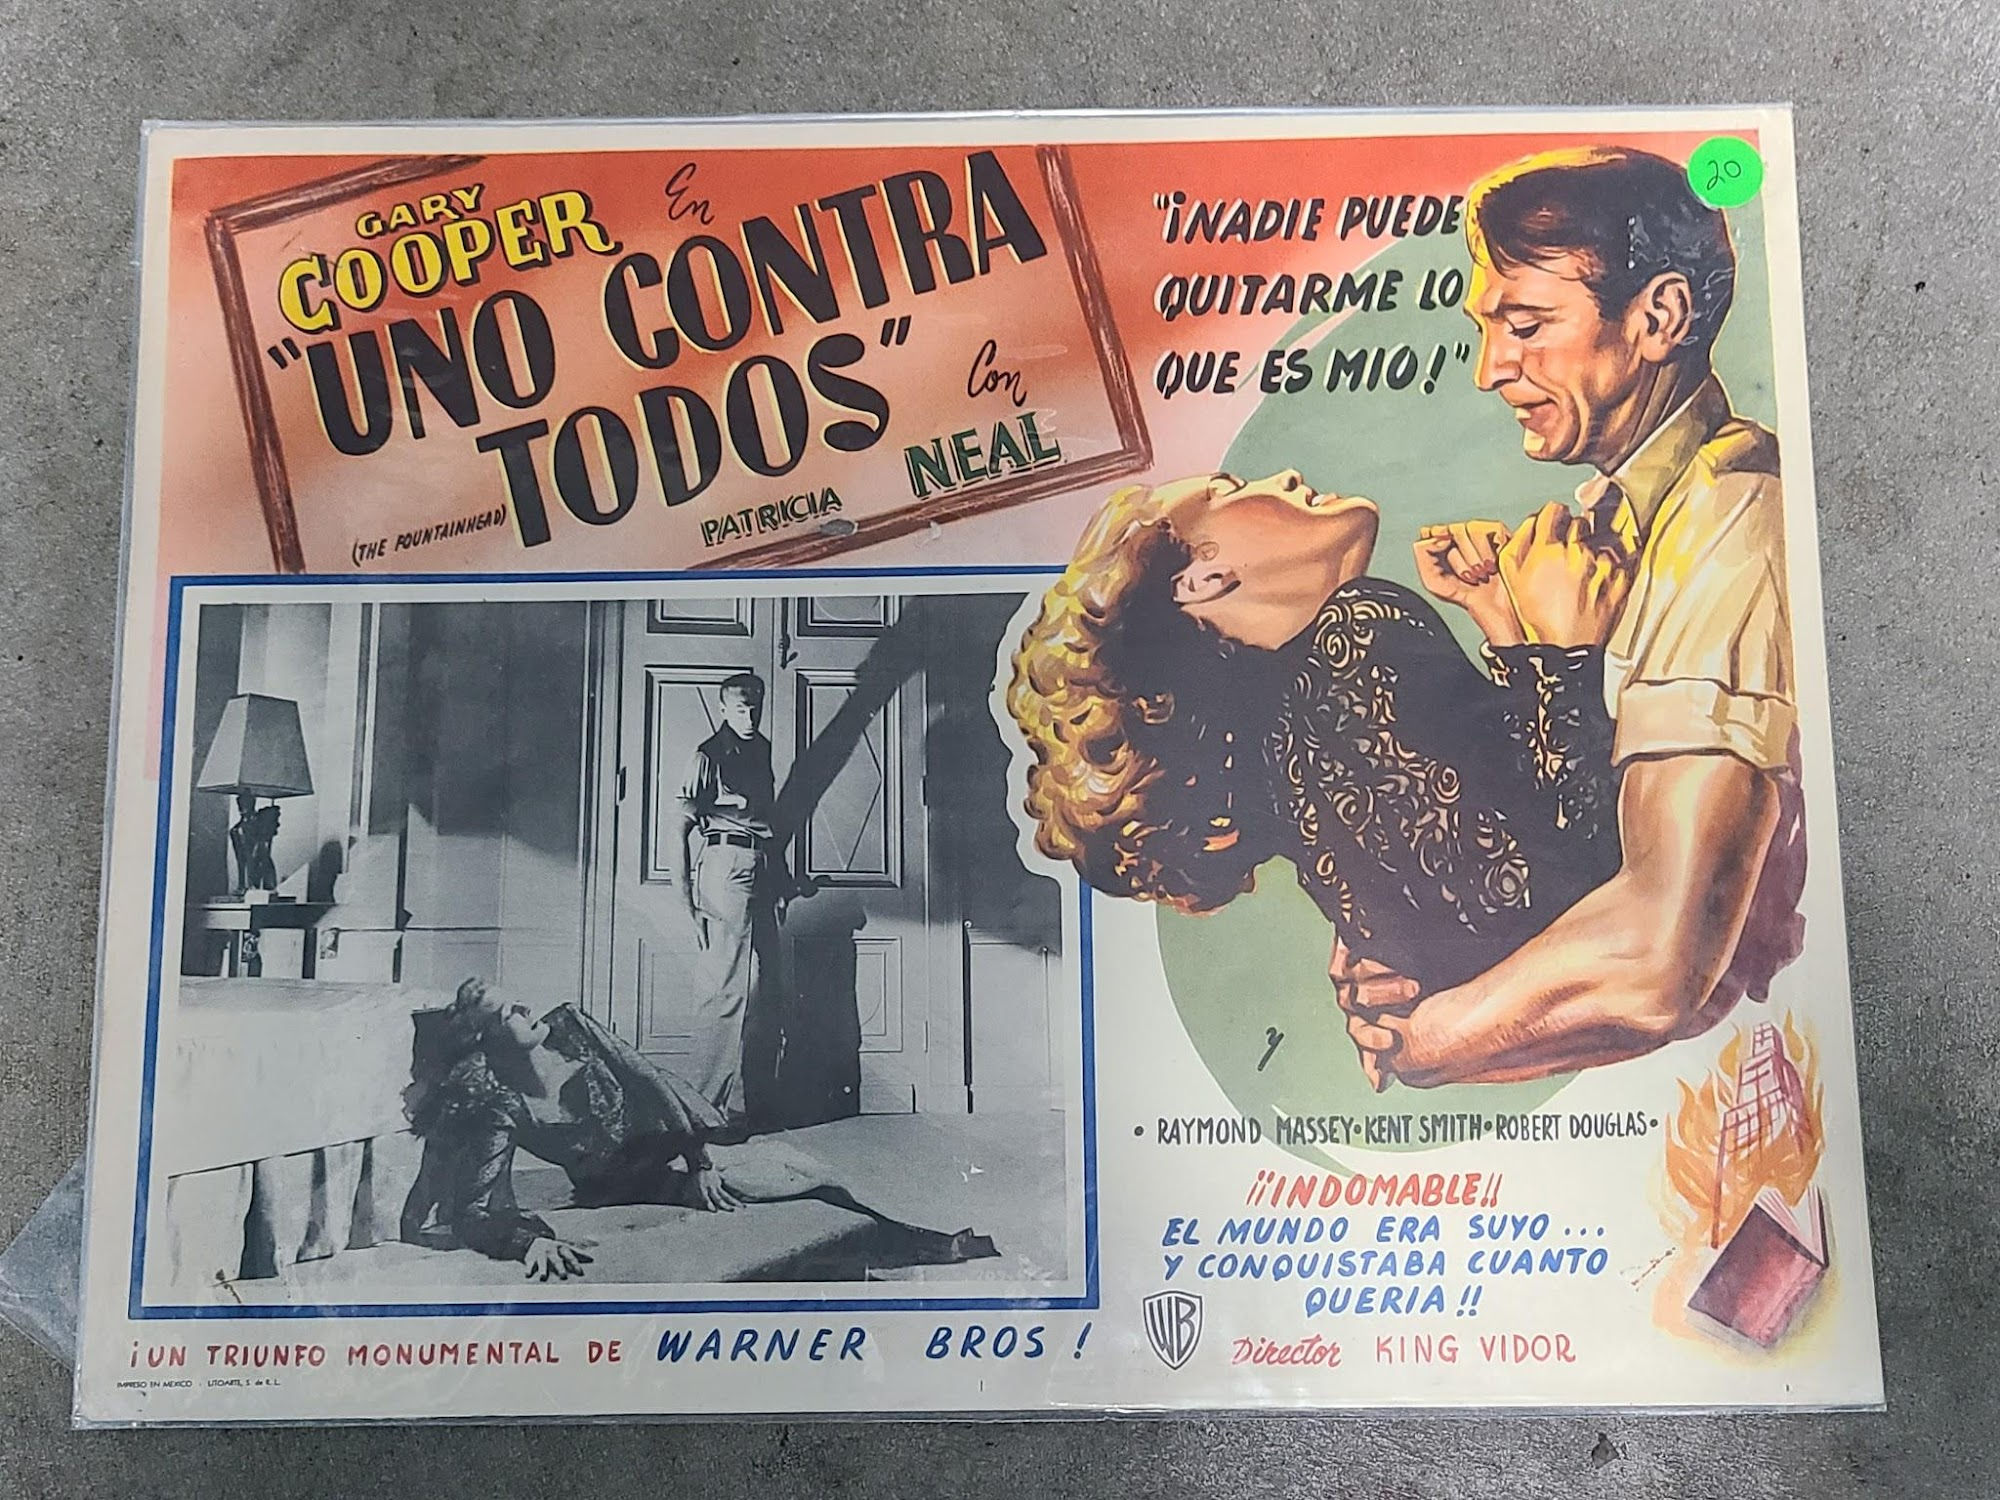 GARY
COOPER En
"UNO CONTRA
TODOS" Con
(THE FOUNTAINHEAD)
PATRICIA NEAL
"¡NADIE PUEDE
QUITARME LO
QUE ES MIO!"
20
• RAYMOND MASSEY • KENT SMITH • ROBERT DOUGLAS •
¡¡INDOMABLE!!
EL MUNDO ERA SUYO ...
Y CONQUISTABA CUANTO
QUERIA!!
WB
Director KING VIDOR
¡UN TRIUNFO MONUMENTAL DE WARNER BROS!
IMPRESO EN MEXICO - LITOARTE, S. de R. L.